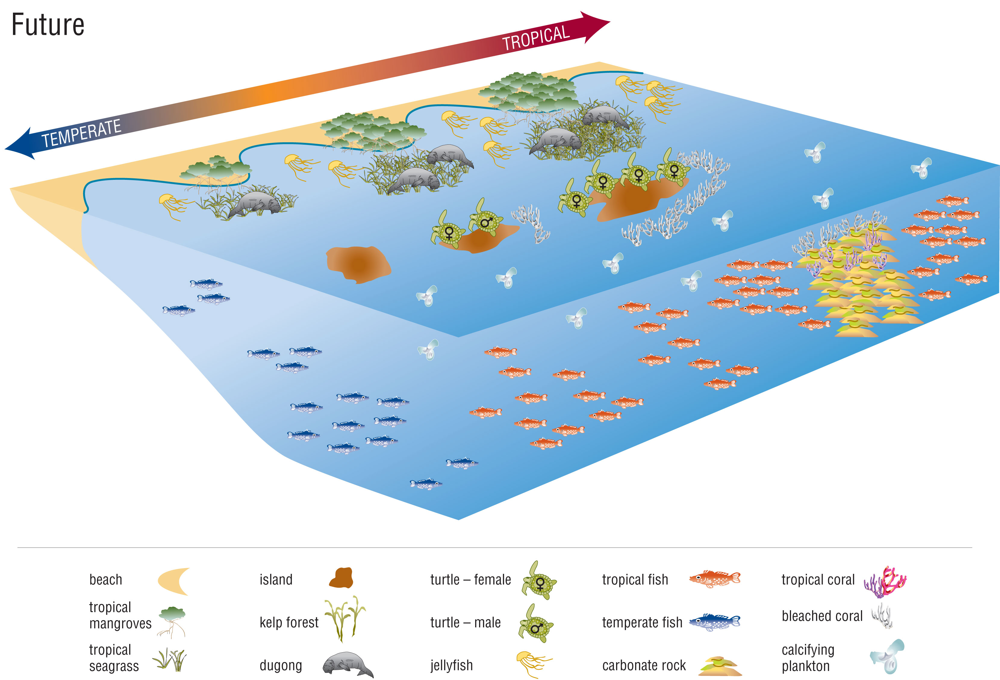 Future
TROPICAL
TEMPERATE
♀
♀
♀
♀
♀
♂
beach
island
turtle – female
♀
tropical fish
tropical coral
tropical
mangroves
kelp forest
turtle – male
♂
temperate fish
bleached coral
tropical
seagrass
dugong
jellyfish
carbonate rock
calcifying
plankton